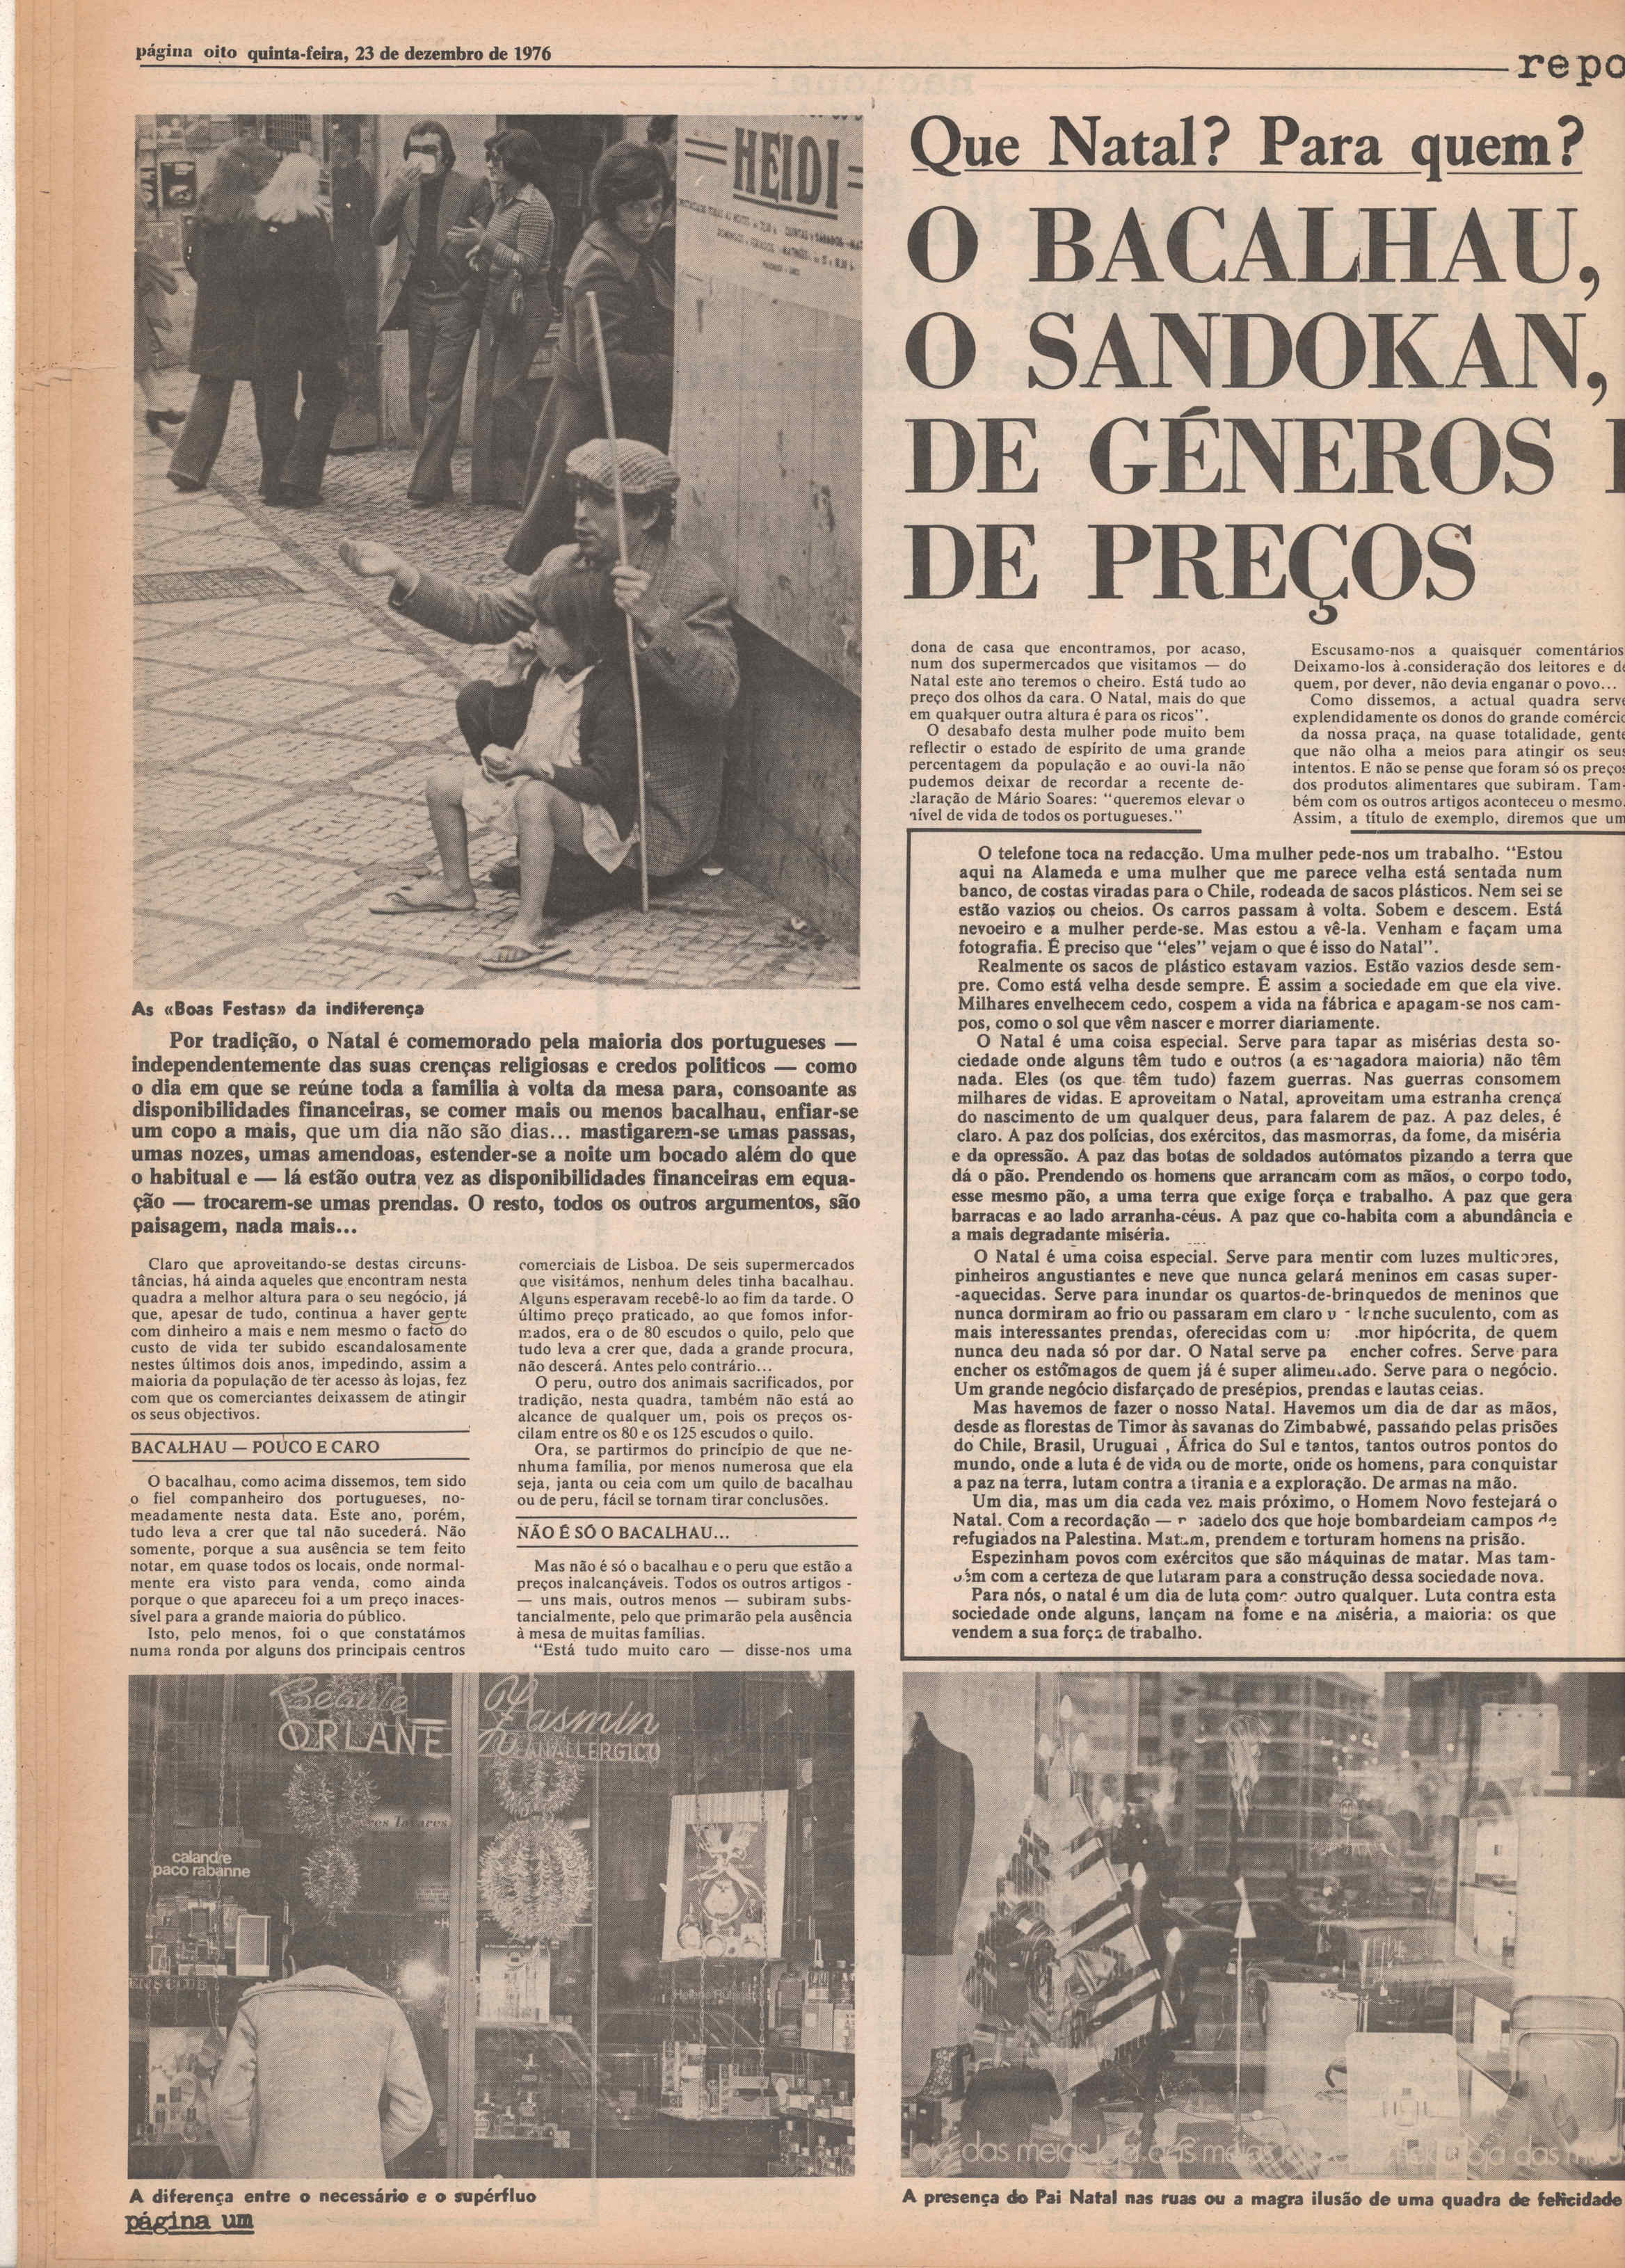 página oito quinta-feira, 23 de dezembro de 1976
repo
HEIDI
Que Natal? Para quem?
O BACALHAU,
O SANDOKAN,
DE GÉNEROS
DE PREÇOS
As «Boas Festas» da indiferença
Por tradição, o Natal é comemorado pela maioria dos portugueses —
independentemente das suas crenças religiosas e credos politicos — como
o dia em que se reúne toda a família à volta da mesa para, consoante as
disponibilidades financeiras, se comer mais ou menos bacalhau, enfiar-se
um copo a mais, que um dia não são dias... mastigarem-se umas passas,
umas nozes, umas amendoas, estender-se a noite um bocado além do que
o habitual e — lá estão outra vez as disponibilidades financeiras em equa-
ção — trocarem-se umas prendas. O resto, todos os outros argumentos, são
paisagem, nada mais...
Claro que aproveitando-se destas circuns-
tâncias, há ainda aqueles que encontram nesta
quadra a melhor altura para o seu negócio, já
que, apesar de tudo, continua a haver gente
com dinheiro a mais e nem mesmo o facto do
custo de vida ter subido escandalosamente
nestes últimos dois anos, impedindo, assim a
maioria da população de ter acesso às lojas, fez
com que os comerciantes deixassem de atingir
os seus objectivos.
BACALHAU — POUCO E CARO
O bacalhau, como acima dissemos, tem sido
o fiel companheiro dos portugueses, no-
meadamente nesta data. Este ano, porém,
tudo leva a crer que tal não sucederá. Não
somente, porque a sua ausência se tem feito
notar, em quase todos os locais, onde normal-
mente era visto para venda, como ainda
porque o que apareceu foi a um preço inaces-
sível para a grande maioria do público.
Isto, pelo menos, foi o que constatámos
numa ronda por alguns dos principais centros
comerciais de Lisboa. De seis supermercados
que visitámos, nenhum deles tinha bacalhau.
Alguns esperavam recebê-lo ao fim da tarde. O
último preço praticado, ao que fomos infor-
mados, era o de 80 escudos o quilo, pelo que
tudo leva a crer que, dada a grande procura,
não descerá. Antes pelo contrário...
O peru, outro dos animais sacrificados, por
tradição, nesta quadra, também não está ao
alcance de qualquer um, pois os preços os-
cilam entre os 80 e os 125 escudos o quilo.
Ora, se partirmos do princípio de que ne-
nhuma família, por menos numerosa que ela
seja, janta ou ceia com um quilo de bacalhau
ou de peru, fácil se tornam tirar conclusões.
NÃO É SÓ O BACALHAU...
Mas não é só o bacalhau e o peru que estão a
preços inalcançáveis. Todos os outros artigos -
— uns mais, outros menos — subiram subs-
tancialmente, pelo que primarão pela ausência
à mesa de muitas famílias.
"Está tudo muito caro — disse-nos uma
dona de casa que encontramos, por acaso,
num dos supermercados que visitamos — do
Natal este ano teremos o cheiro. Está tudo ao
preço dos olhos da cara. O Natal, mais do que
em qualquer outra altura é para os ricos".
O desabafo desta mulher pode muito bem
reflectir o estado de espírito de uma grande
percentagem da população e ao ouvi-la não
pudemos deixar de recordar a recente de-
claração de Mário Soares: "queremos elevar o
nível de vida de todos os portugueses."
Escusamo-nos a quaisquer comentários
Deixamo-los à consideração dos leitores e de
quem, por dever, não devia enganar o povo...
Como dissemos, a actual quadra serve
explendidamente os donos do grande comércio
da nossa praça, na quase totalidade, gente
que não olha a meios para atingir os seus
intentos. E não se pense que foram só os preços
dos produtos alimentares que subiram. Tam-
bém com os outros artigos aconteceu o mesmo.
Assim, a título de exemplo, diremos que um
O telefone toca na redacção. Uma mulher pede-nos um trabalho. "Estou
aqui na Alameda e uma mulher que me parece velha está sentada num
banco, de costas viradas para o Chile, rodeada de sacos plásticos. Nem sei se
estão vazios ou cheios. Os carros passam à volta. Sobem e descem. Está
nevoeiro e a mulher perde-se. Mas estou a vê-la. Venham e façam uma
fotografia. É preciso que "eles" vejam o que é isso do Natal".
Realmente os sacos de plástico estavam vazios. Estão vazios desde sem-
pre. Como está velha desde sempre. É assim a sociedade em que ela vive.
Milhares envelhecem cedo, cospem a vida na fábrica e apagam-se nos cam-
pos, como o sol que vêm nascer e morrer diariamente.
O Natal é uma coisa especial. Serve para tapar as misérias desta so-
ciedade onde alguns têm tudo e outros (a esmagadora maioria) não têm
nada. Eles (os que têm tudo) fazem guerras. Nas guerras consomem
milhares de vidas. E aproveitam o Natal, aproveitam uma estranha crença
do nascimento de um qualquer deus, para falarem de paz. A paz deles, é
claro. A paz dos polícias, dos exércitos, das masmorras, da fome, da miséria
e da opressão. A paz das botas de soldados autómatos pizando a terra que
dá o pão. Prendendo os homens que arrancam com as mãos, o corpo todo,
esse mesmo pão, a uma terra que exige força e trabalho. A paz que gera
barracas e ao lado arranha-céus. A paz que co-habita com a abundância e
a mais degradante miséria.
O Natal é uma coisa especial. Serve para mentir com luzes multicores,
pinheiros angustiantes e neve que nunca gelará meninos em casas super-
-aquecidas. Serve para inundar os quartos-de-brinquedos de meninos que
nunca dormiram ao frio ou passaram em claro lanche suculento, com as
mais interessantes prendas, oferecidas com hipócrita, de quem
nunca deu nada só por dar. O Natal serve encher cofres. Serve para
encher os estômagos de quem já é super alimentado. Serve para o negócio.
Um grande negócio disfarçado de presépios, prendas e lautas ceias.
Mas havemos de fazer o nosso Natal. Havemos um dia de dar as mãos,
desde as florestas de Timor às savanas do Zimbabwé, passando pelas prisões
do Chile, Brasil, Uruguai , África do Sul e tantos, tantos outros pontos do
mundo, onde a luta é de vida ou de morte, onde os homens, para conquistar
a paz na terra, lutam contra a tirania e a exploração. De armas na mão.
Um dia, mas um dia cada vez mais próximo, o Homem Novo festejará o
Natal. Com a recordação — dos que hoje bombardeiam campos de
refugiados na Palestina. Matam, prendem e torturam homens na prisão.
Espezinham povos com exércitos que são máquinas de matar. Mas tam-
bém com a certeza de que lutaram para a construção dessa sociedade nova.
Para nós, o natal é um dia de luta como outro qualquer. Luta contra esta
sociedade onde alguns, lançam na fome e na miséria, a maioria: os que
vendem a sua força de trabalho.
Beauté
ORLANE
Yasmin
ANALLERGICO
calandre
paco rabanne
loja das meias loja das meias
A diferença entre o necessário e o supérfluo
A presença do Pai Natal nas ruas ou a magra ilusão de uma quadra de felicidade
página um